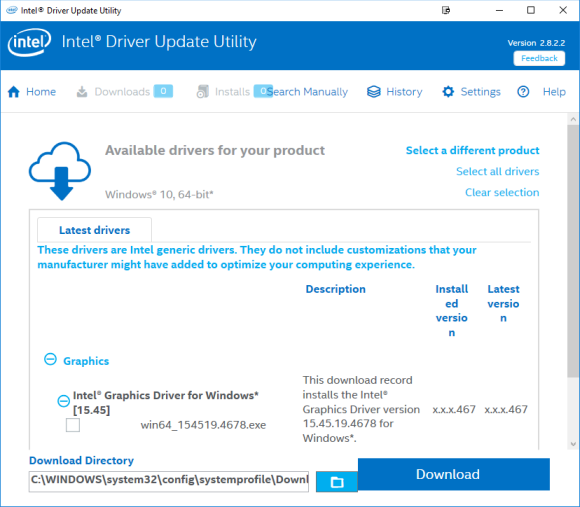 Intel® Driver Update Utility
intel Intel® Driver Update Utility
Version 2.8.2.2
Feedback
Home Downloads 0 Installs 0 Search Manually History Settings Help
Available drivers for your product
Select a different product
Select all drivers
Windows® 10, 64-bit*
Clear selection
Latest drivers
These drivers are Intel generic drivers. They do not include customizations that your
manufacturer might have added to optimize your computing experience.
Description Install Latest
ed versio
versio n
n
Graphics
This download record
installs the Intel®
Intel® Graphics Driver for Windows* Graphics Driver version x.x.x.467 x.x.x.467
[15.45] 15.45.19.4678 for
win64_154519.4678.exe Windows*.
Download Directory
C:\WINDOWS\system32\config\systemprofile\Downl
Download